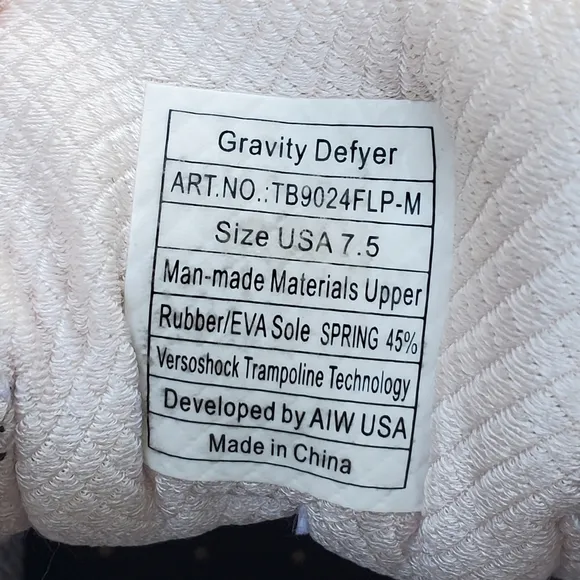 Gravity Defyer
ART.NO.:TB9024FLP-M
Size USA 7.5
Man-made Materials Upper
Rubber/EVA Sole SPRING 45%
Versoshock Trampoline Technology
Developed by AIW USA
Made in China